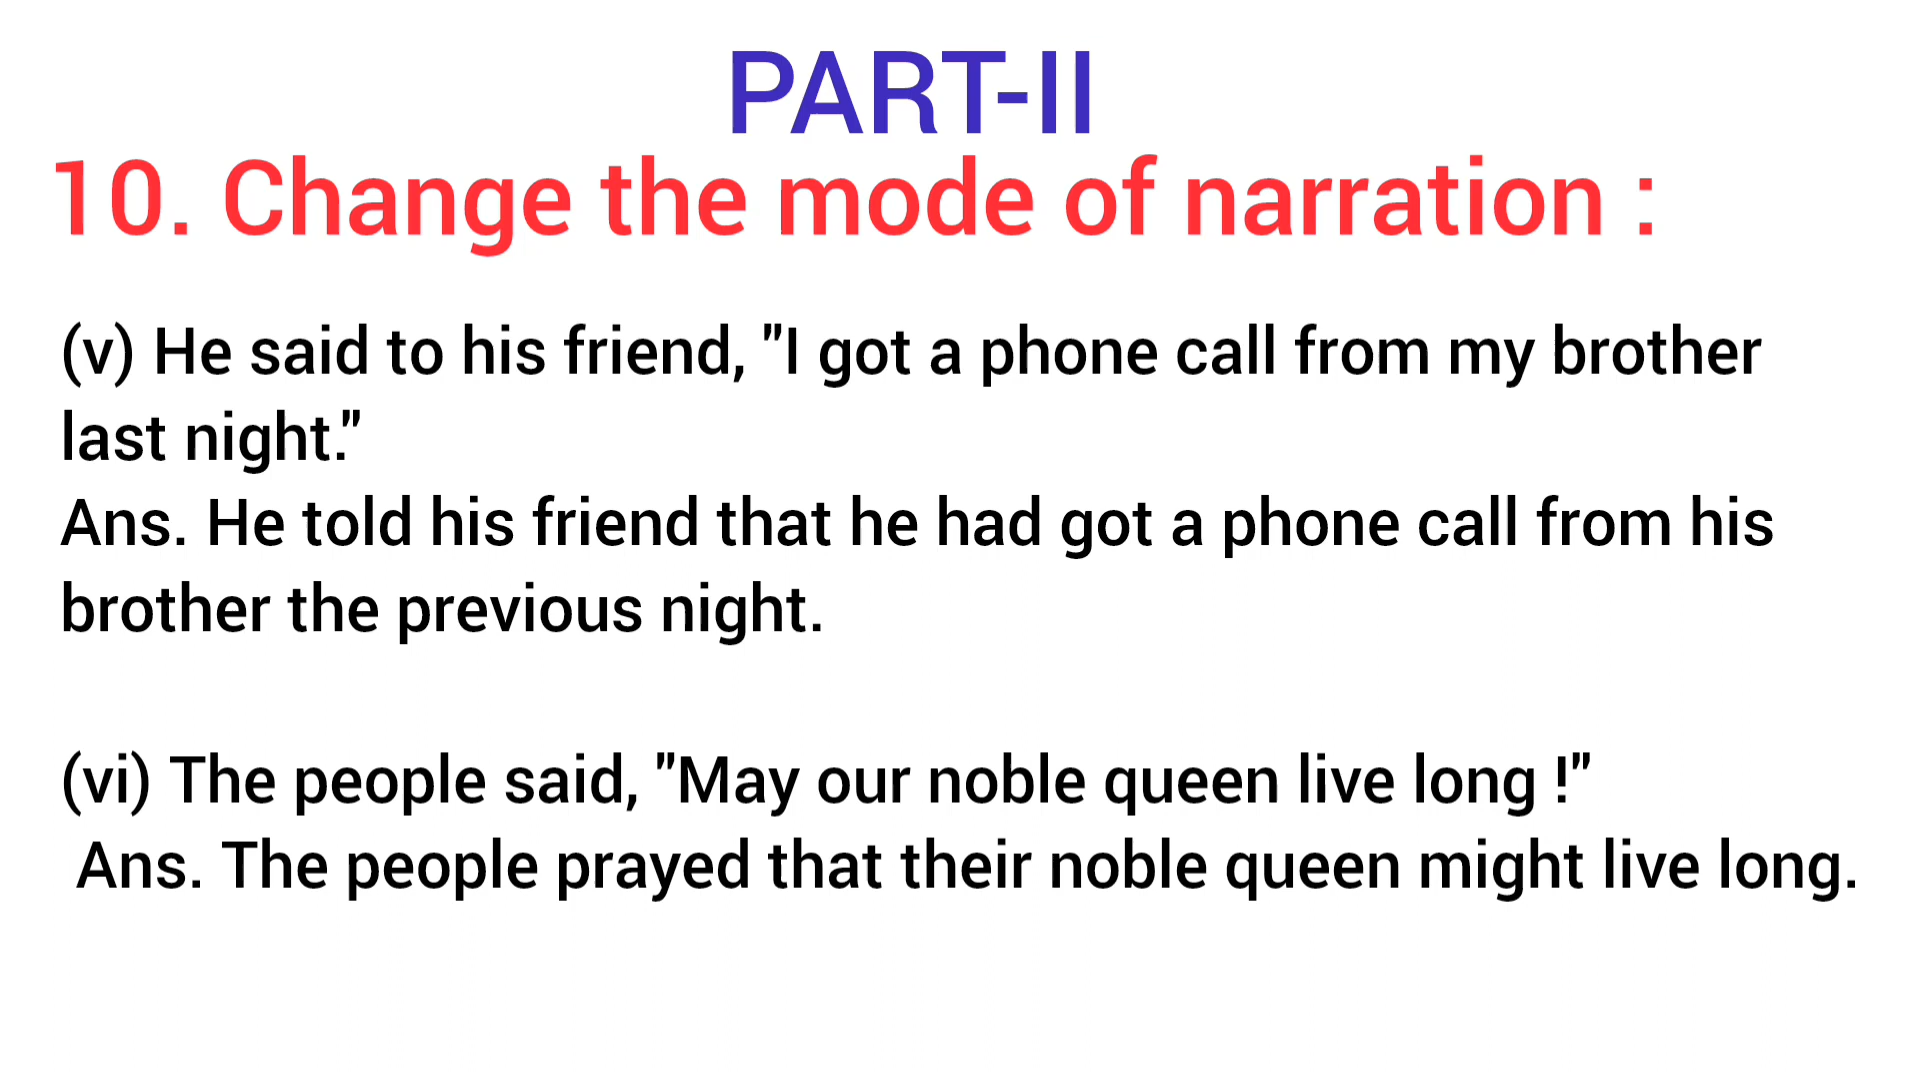 PART-II
10. Change the mode of narration :
(v) He said to his friend, "I got a phone call from my brother
last night."
Ans. He told his friend that he had got a phone call from his
brother the previous night.
(vi) The people said, "May our noble queen live long !"
Ans. The people prayed that their noble queen might live long.